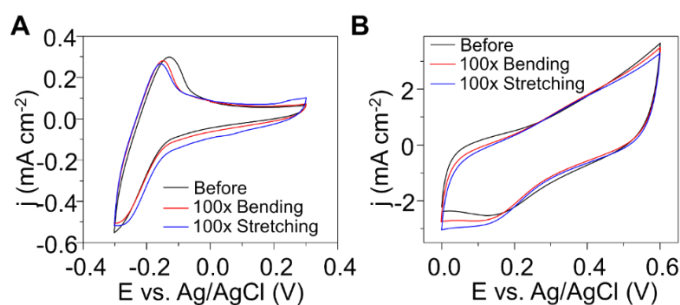 A
j (mA cm-2)
0.4
0.2
0.0
-0.2
-0.4
-0.6
Before
100x Bending
100x Stretching
-0.4 -0.2 0.0 0.2 0.4
E vs. Ag/AgCl (V)
B
j (mA cm-2)
2
0
-2
Before
100x Bending
100x Stretching
0.0 0.2 0.4 0.6
E vs. Ag/AgCl (V)